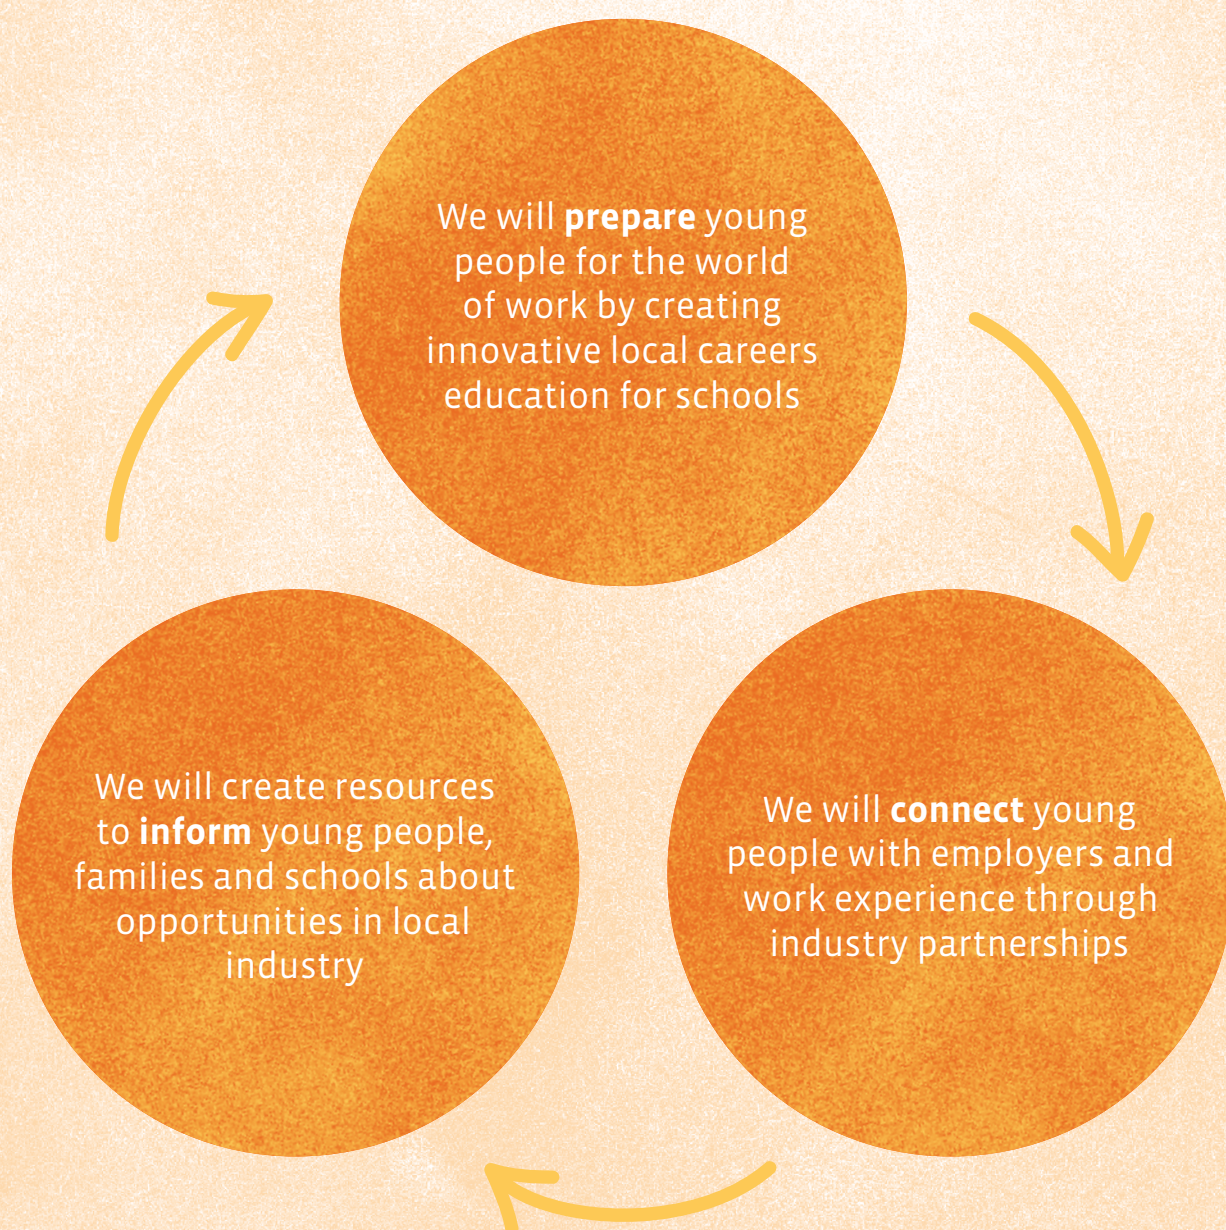 We will prepare young
people for the world
of work by creating
innovative local careers
education for schools
We will create resources
to inform young people,
families and schools about
opportunities in local
industry
We will connect young
people with employers and
work experience through
industry partnerships